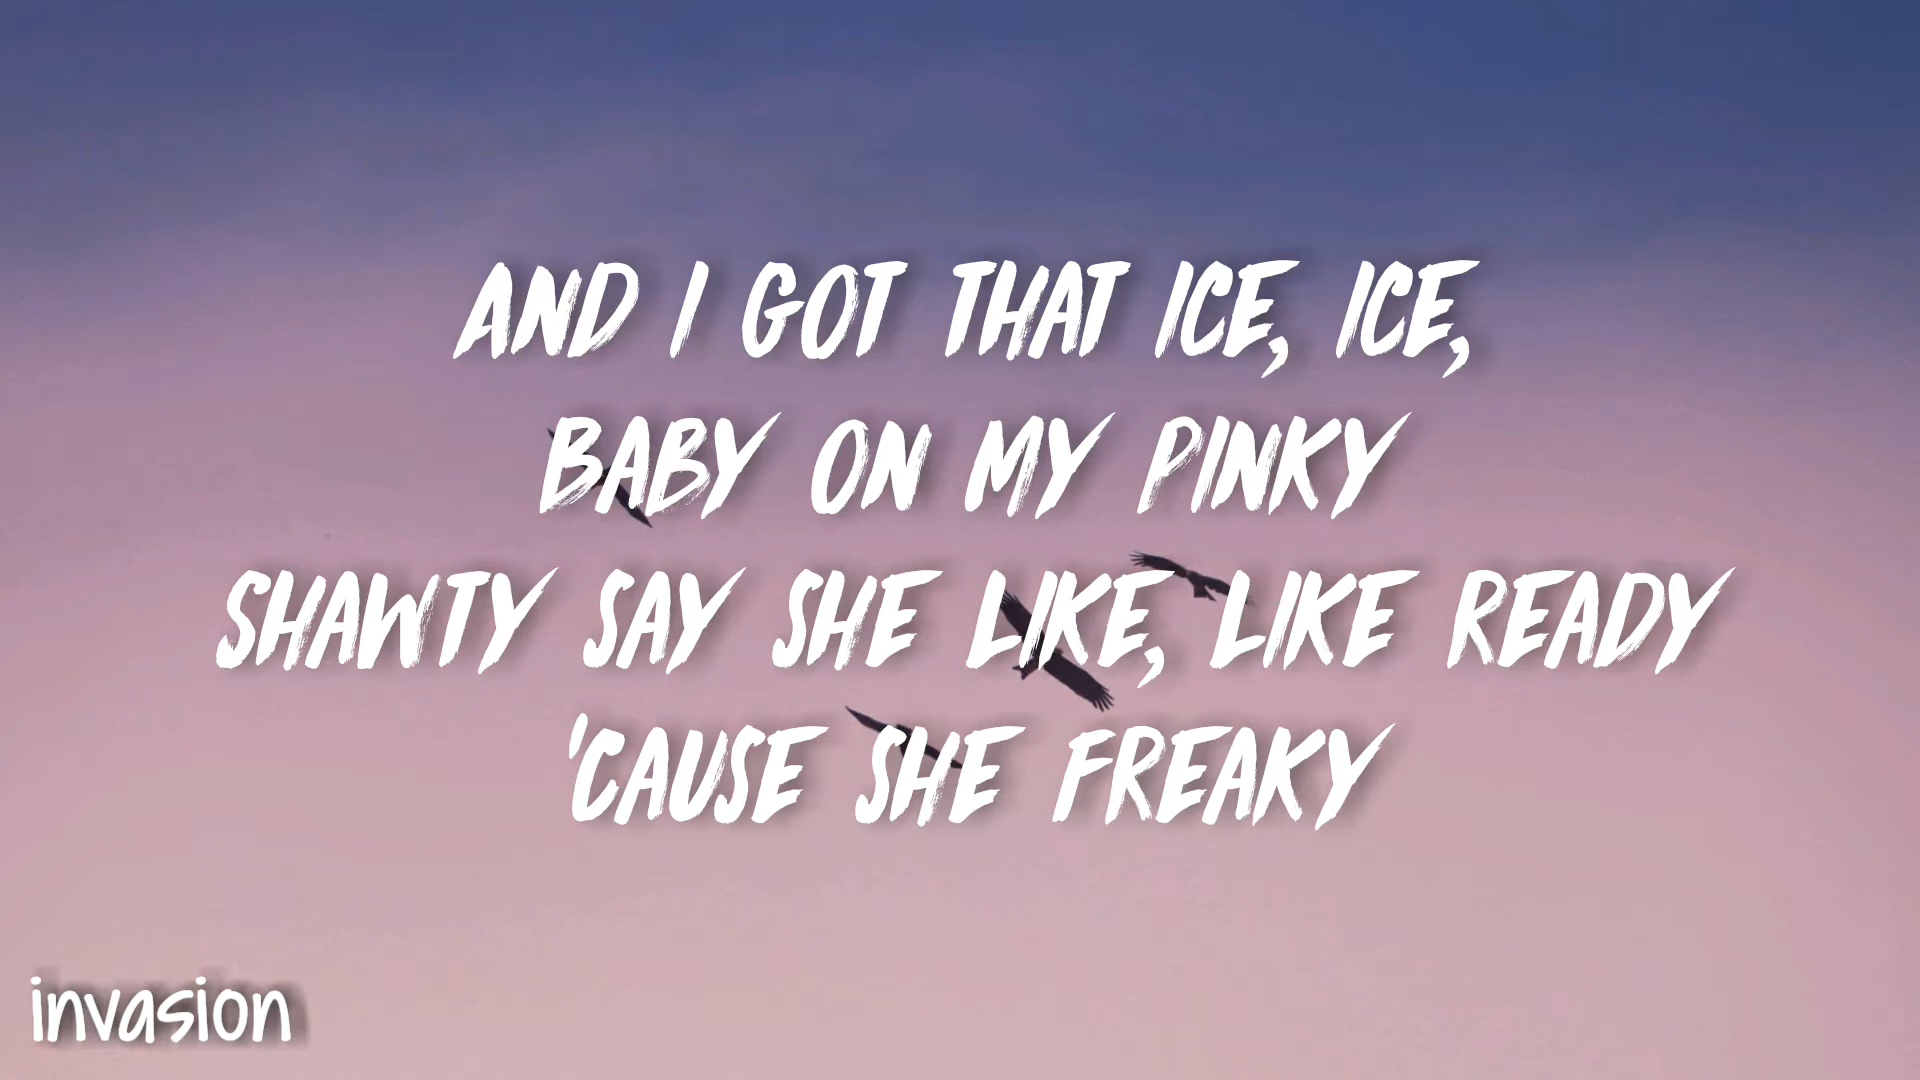 AND I GOT THAT ICE, ICE,
BABY ON MY PINKY
SHAWTY SAY SHE LIKE, LIKE READY
'CAUSE SHE FREAKY
invasion